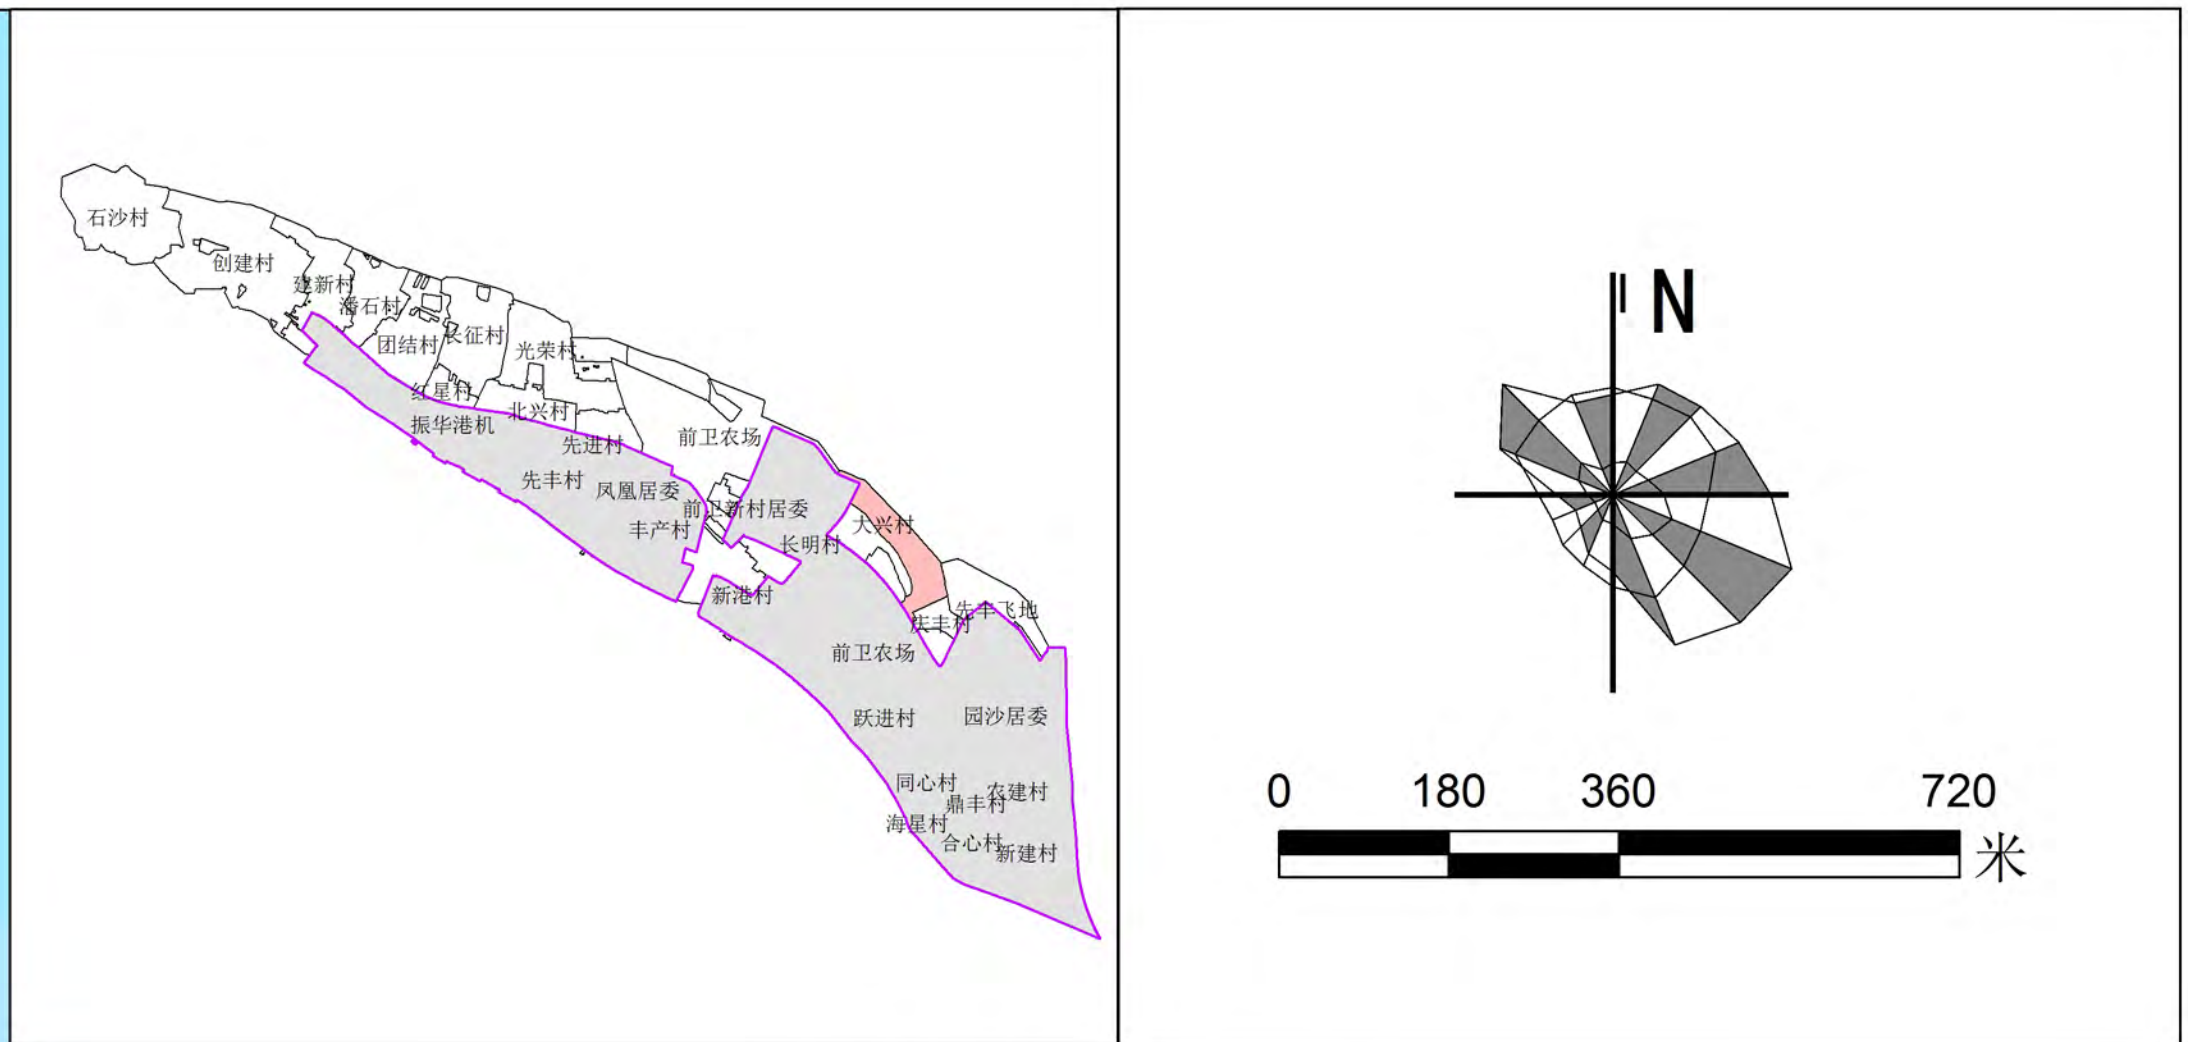 石沙村
创建村
建新村
潘石村
团结村
长征村
光荣村
红星村
北兴村
振华港机
先进村
前卫农场
先丰村
凤凰居委
前卫新村居委
丰产村
长明村
大兴村
新港村
庆丰村
先丰飞地
前卫农场
跃进村
园沙居委
同心村
农建村
鼎丰村
海星村
合心村
新建村
N
0 180 360 720
米